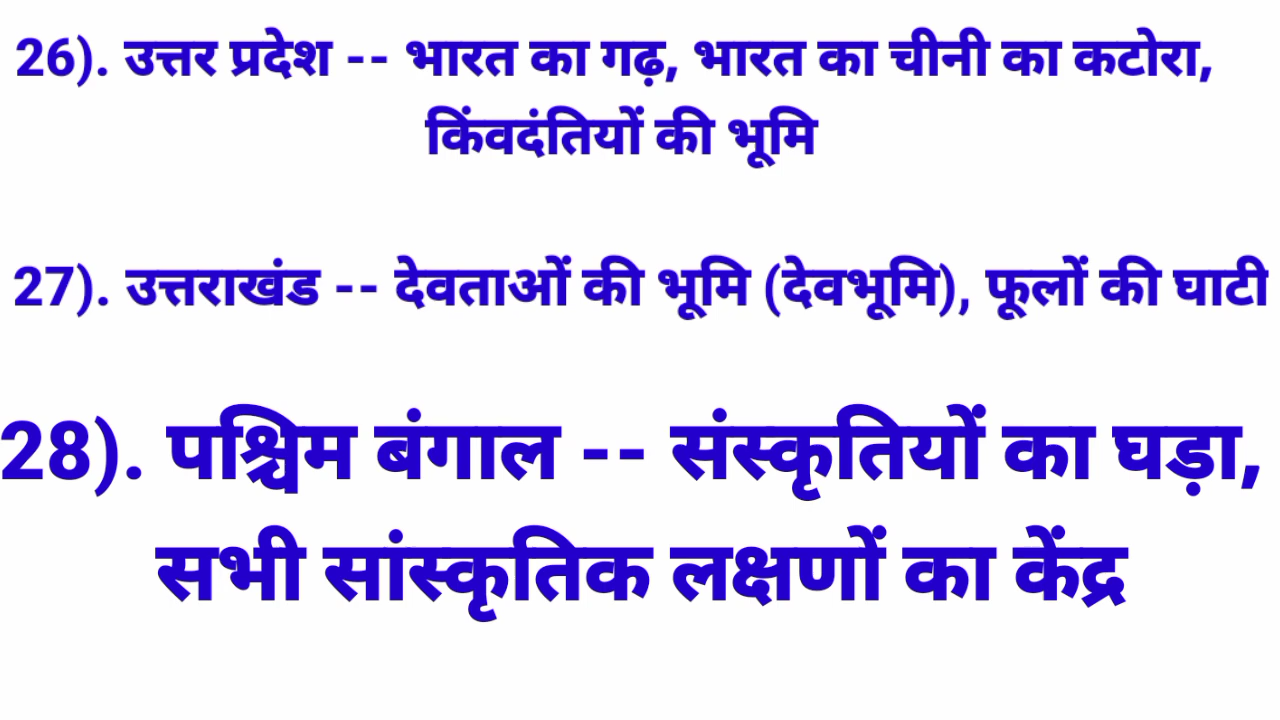 26). उत्तर प्रदेश -- भारत का गढ़, भारत का चीनी का कटोरा,
किंवदंतियों की भूमि
27). उत्तराखंड -- देवताओं की भूमि (देवभूमि), फूलों की घाटी
28). पश्चिम बंगाल -- संस्कृतियों का घड़ा,
सभी सांस्कृतिक लक्षणों का केंद्र